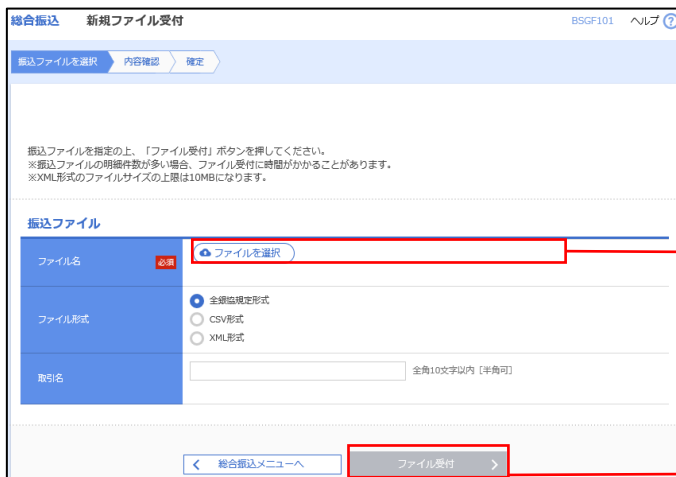 総合振込 新規ファイル受付 BSGF101 ヘルプ ?
振込ファイルを選択 内容確認 確定
振込ファイルを指定の上、「ファイル受付」ボタンを押してください。
※振込ファイルの明細件数が多い場合、ファイル受付に時間がかかることがあります。
※XML形式のファイルサイズの上限は10MBになります。
振込ファイル
ファイル名 必須 ファイルを選択
ファイル形式
全銀協規定形式
CSV形式
XML形式
取引名 全角10文字以内［半角可］
総合振込メニューへ ファイル受付